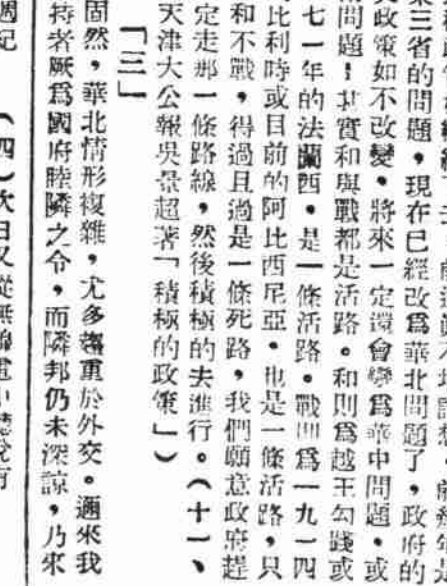 東三省的問題，現在已經改爲華北問題了，政府的
政策如不改變，將來一定還會變爲華中問題，或
問題！其實和與戰都是活路。和則爲越王勾踐或
七一年的法蘭西，是一條活路。戰則爲一九一四
比利時或目前的阿比西尼亞，也是一條活路，只
和不戰，得過且過是一條死路，我們願意政府趕
定走那一條路線，然後積極的去進行。（十一、
天津大公報吳景超著「積極的政策」）
「三」
固然，華北情形複雜，尤多趨重於外交。邇來我
持者厥爲國府睦隣之令，而隣邦仍未深諒，乃來
週紀 （四）次日又從無線電中聽說有